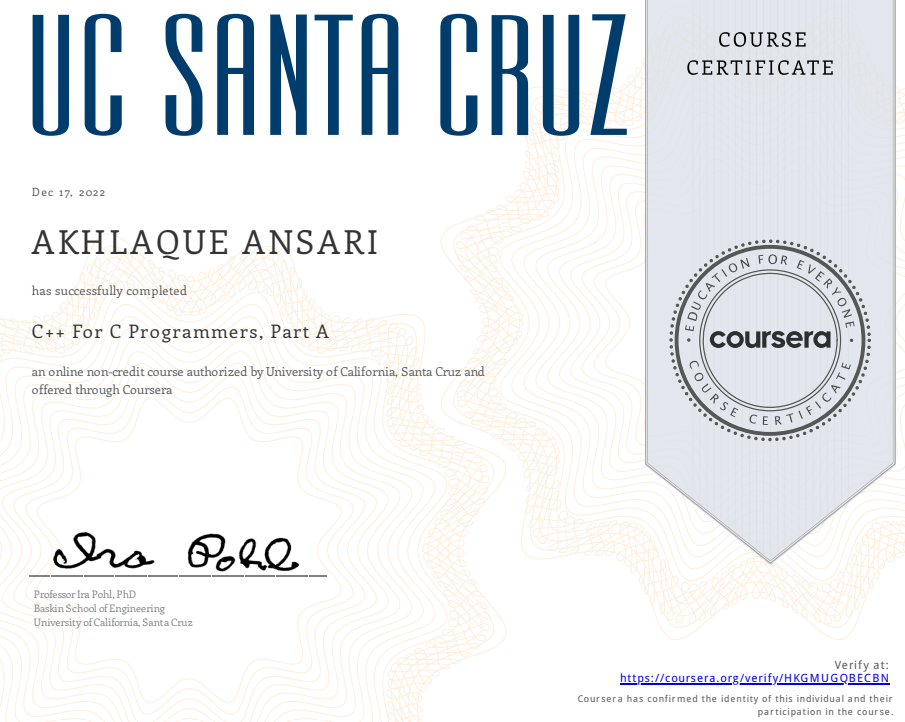 UC SANTA CRUZ
COURSE
CERTIFICATE
Dec 17, 2022
AKHLAQUE ANSARI
has successfully completed
C++ For C Programmers, Part A
an online non-credit course authorized by University of California, Santa Cruz and
offered through Coursera
EDUCATION FOR EVERYONE
coursera
COURSE CERTIFICATE
Ira Pohl
Professor Ira Pohl, PhD
Baskin School of Engineering
University of California, Santa Cruz
Verify at:
https://coursera.org/verify/HKGMUGQBECBN
Coursera has confirmed the identity of this individual and their
participation in the course.